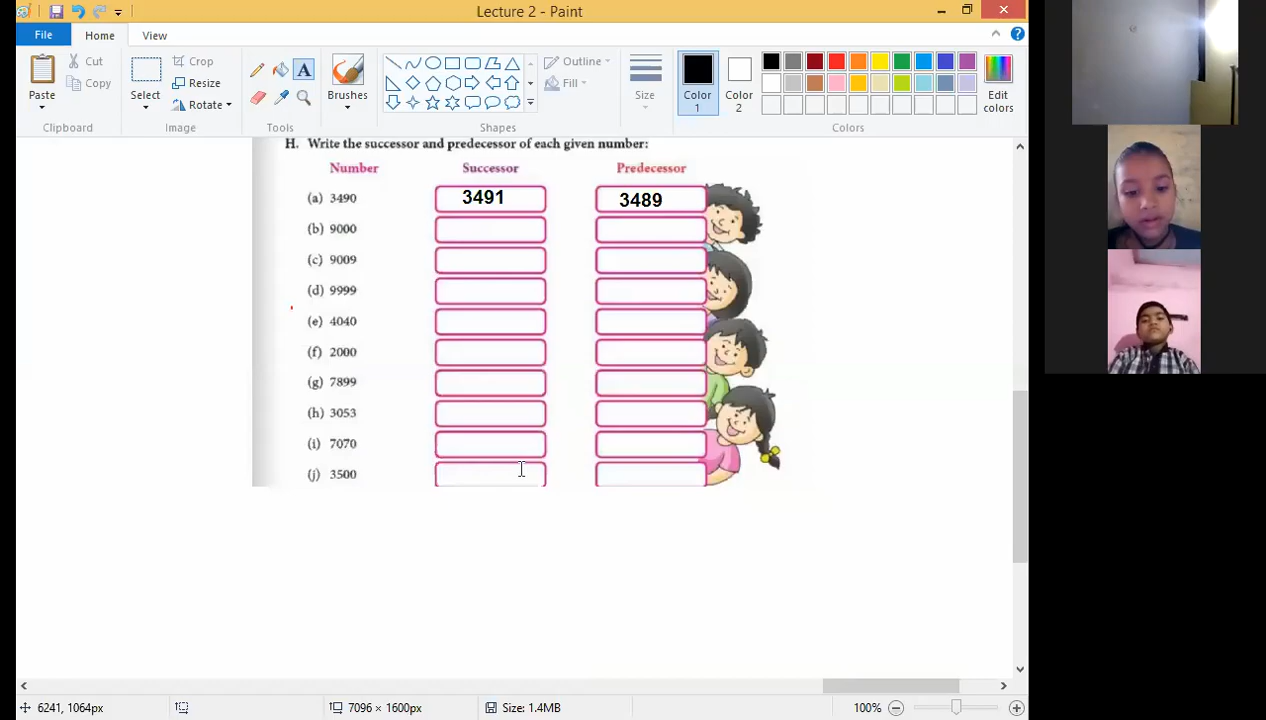 Lecture 2 - Paint
File
Home
View
Paste
Cut
Copy
Clipboard
Select
Crop
Resize
Rotate
Image
A
Tools
Brushes
Outline
Fill
Shapes
Size
Color 1
Color 2
Edit colors
Colors
H. Write the successor and predecessor of each given number:
Number Successor Predecessor
(a) 3490 3491 3489
(b) 9000
(c) 9009
(d) 9999
(e) 4040
(f) 2000
(g) 7899
(h) 3053
(i) 7070
(j) 3500
6241, 1064px 7096 × 1600px Size: 1.4MB 100%